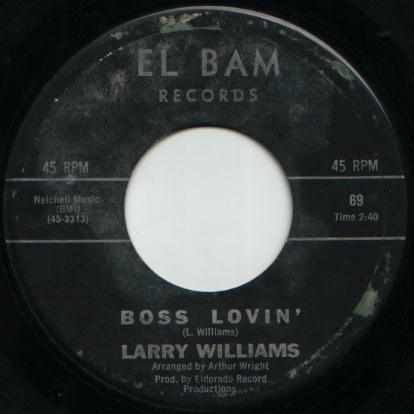 EL BAM
RECORDS
45 RPM
45 RPM
Nelchell Music
(BMI)
(45-3313)
69
Time 2:40
BOSS LOVIN'
(L. Williams)
LARRY WILLIAMS
Arranged by Arthur Wright
Prod. by Eldorado Record
Productions